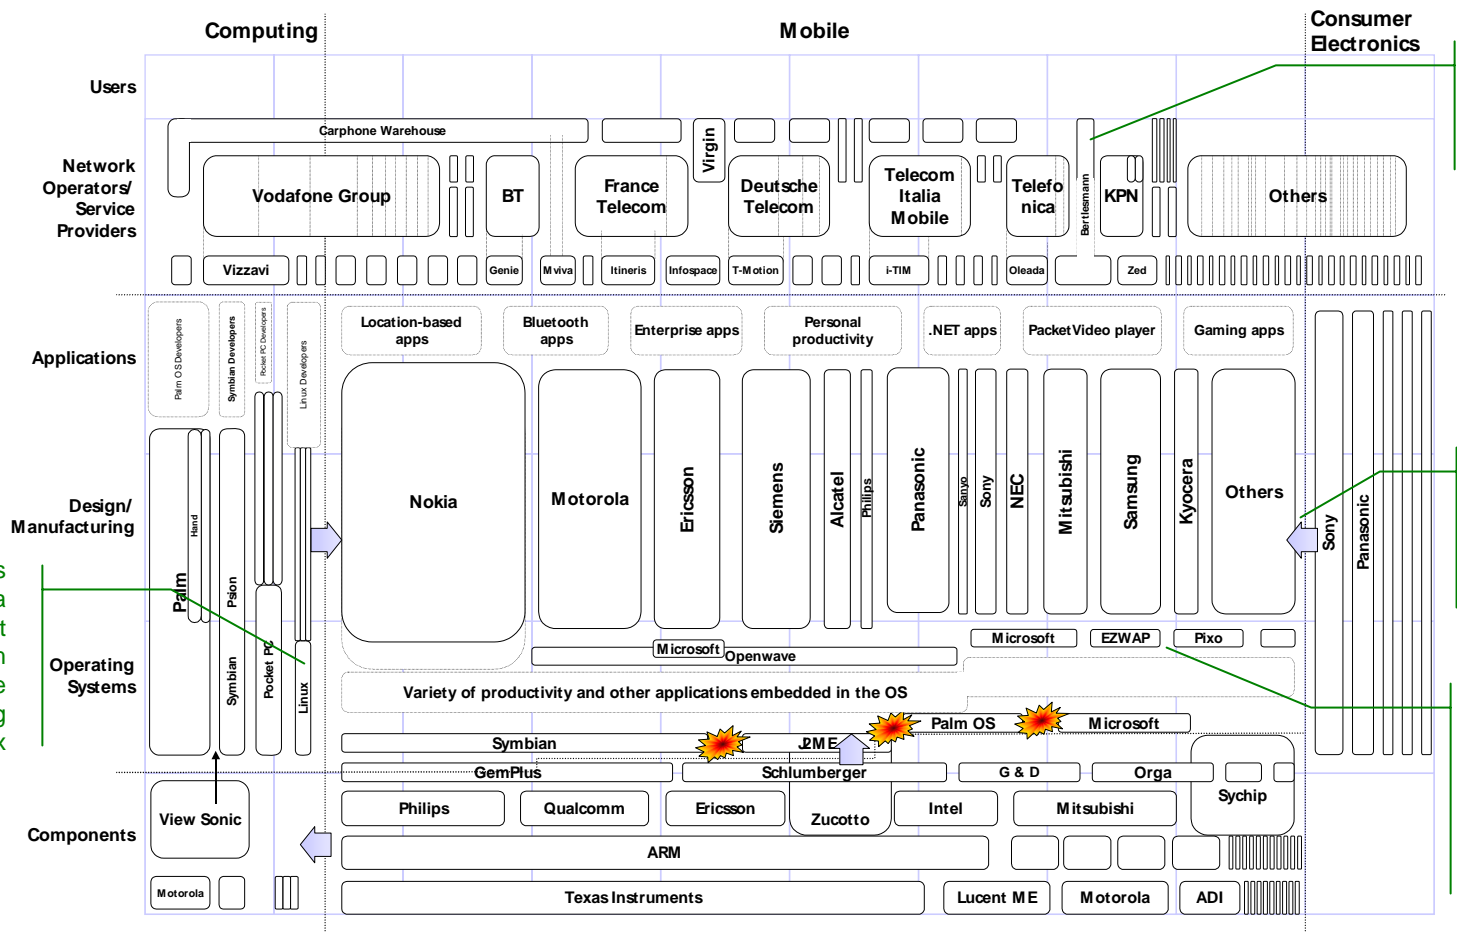 Computing
Mobile
Consumer
Electronics
Users
Carphone Warehouse
Virgin
Network
Operators/
Service
Providers
Vodafone Group
BT
France
Telecom
Deutsche
Telecom
Telecom
Italia
Mobile
Telefo
nica
Bertlesmann
KPN
Others
Vizzavi
Genie
Mviva
Itineris
Infospace
T-Motion
i-TIM
Oleada
Zed
Applications
Palm OS Developers
Symbian Developers
Pocket PC Developers
Linux Developers
Location-based
apps
Bluetooth
apps
Enterprise apps
Personal
productivity
.NET apps
PacketVideo player
Gaming apps
Design/
Manufacturing
Palm
Hand
Psion
Nokia
Motorola
Ericsson
Siemens
Alcatel
Philips
Panasonic
Sanyo
Sony
NEC
Mitsubishi
Samsung
Kyocera
Others
Sony
Panasonic
s
a
t
n
e
g
x
Operating
Systems
Symbian
Pocket PC
Linux
Microsoft
Openwave
Microsoft
EZWAP
Pixo
Variety of productivity and other applications embedded in the OS
Palm OS
Microsoft
Symbian
J2ME
GemPlus
Schlumberger
G & D
Orga
Sychip
Components
View Sonic
Philips
Qualcomm
Ericsson
Zucotto
Intel
Mitsubishi
ARM
Motorola
Texas Instruments
Lucent ME
Motorola
ADI